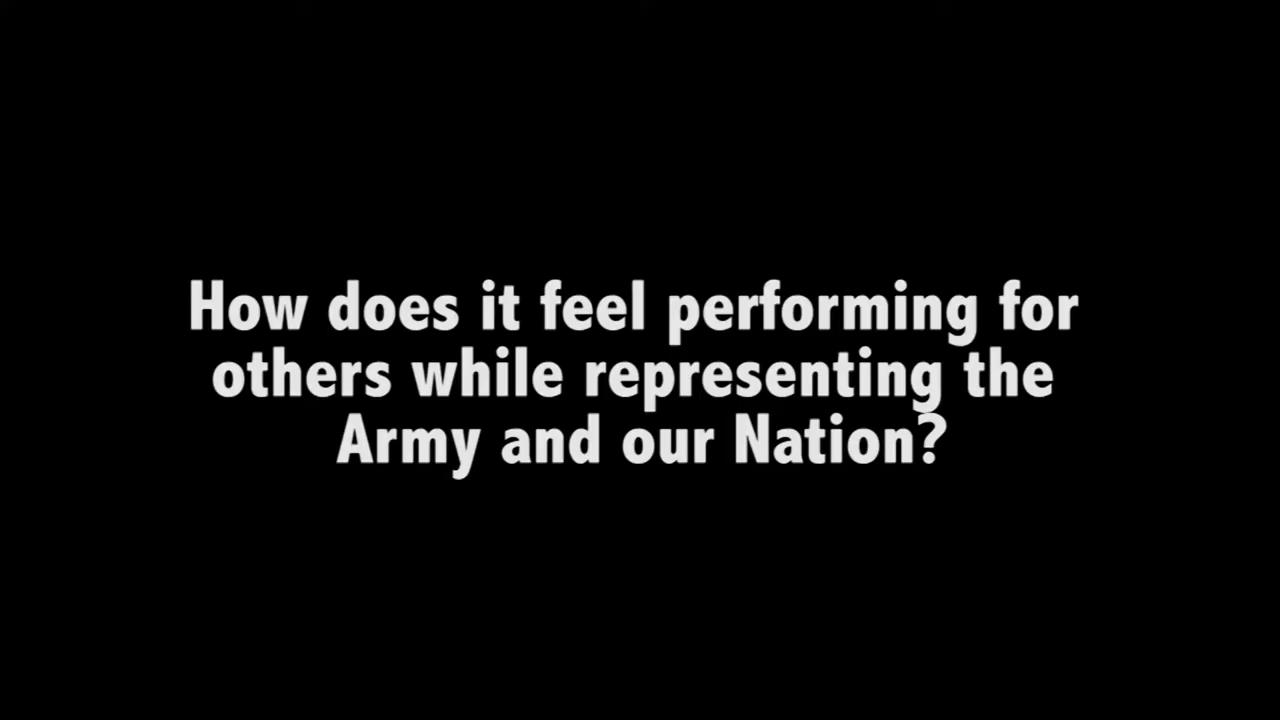 How does it feel performing for
others while representing the
Army and our Nation?